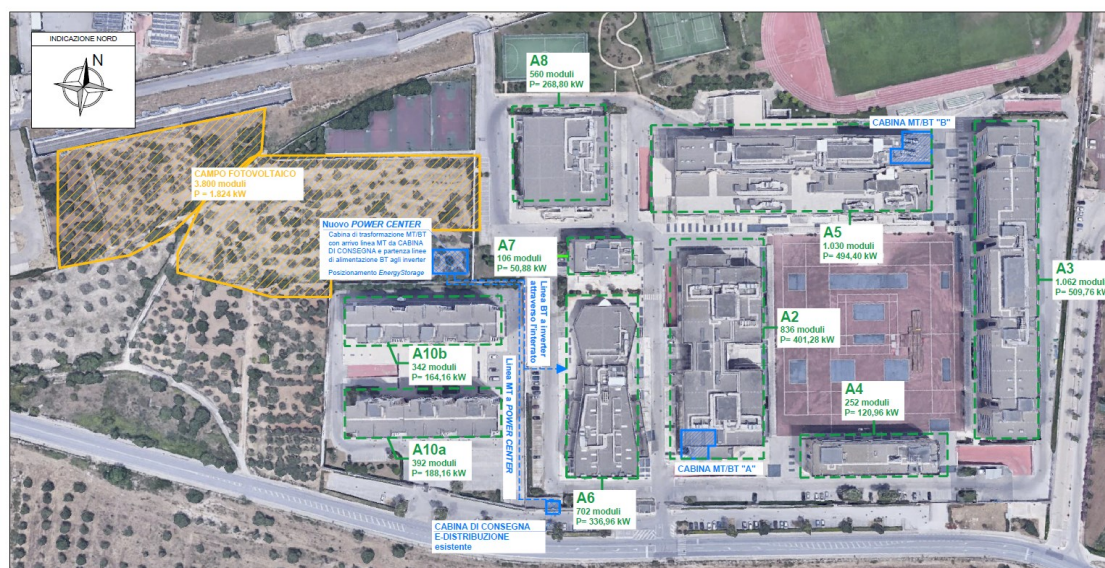 INDICAZIONE NORD
N
A8
560 moduli
P= 268,80 kW
CABINA MT/BT "B"
CAMPO FOTOVOLTAICO
3.800 moduli
P = 1.824 kW
Nuovo POWER CENTER
Cabina di trasformazione MT/BT
con arrivo linea MT da CABINA
DI CONSEGNA e partenza linee
di alimentazione BT agli inverter
Posizionamento EnergyStorage
A7
106 moduli
P= 50,88 kW
A5
1.030 moduli
P= 494,40 kW
A3
1.062 moduli
P= 509,76 kW
Linea BT a inverter
attraverso l'interrato
A2
836 moduli
P= 401,28 kW
A10b
342 moduli
P= 164,16 kW
Linea MT a POWER CENTER
A4
252 moduli
P= 120,96 kW
A10a
392 moduli
P= 188,16 kW
CABINA MT/BT "A"
A6
702 moduli
P= 336,96 kW
CABINA DI CONSEGNA
E-DISTRIBUZIONE
esistente